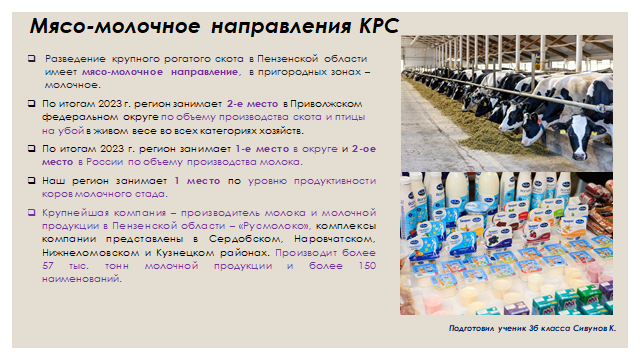 Мясо-молочное направления КРС
Разведение крупного рогатого скота в Пензенской области
имеет мясо-молочное направление, в пригородных зонах –
молочное.
По итогам 2023 г. регион занимает 2-е место в Приволжском
федеральном округе по объему производства скота и птицы
на убой в живом весе во всех категориях хозяйств.
По итогам 2023 г. регион занимает 1-е место в округе и 2-ое
место в России по объему производства молока.
Наш регион занимает 1 место по уровню продуктивности
коров молочного стада.
Крупнейшая компания – производитель молока и молочной
продукции в Пензенской области – «Русмолоко», комплексы
компании представлены в Сердобском, Наровчатском,
Нижнеломовском и Кузнецком районах. Производит более
57 тыс. тонн молочной продукции и более 150
наименований.
Подготовил ученик 3б класса Сивунов К.